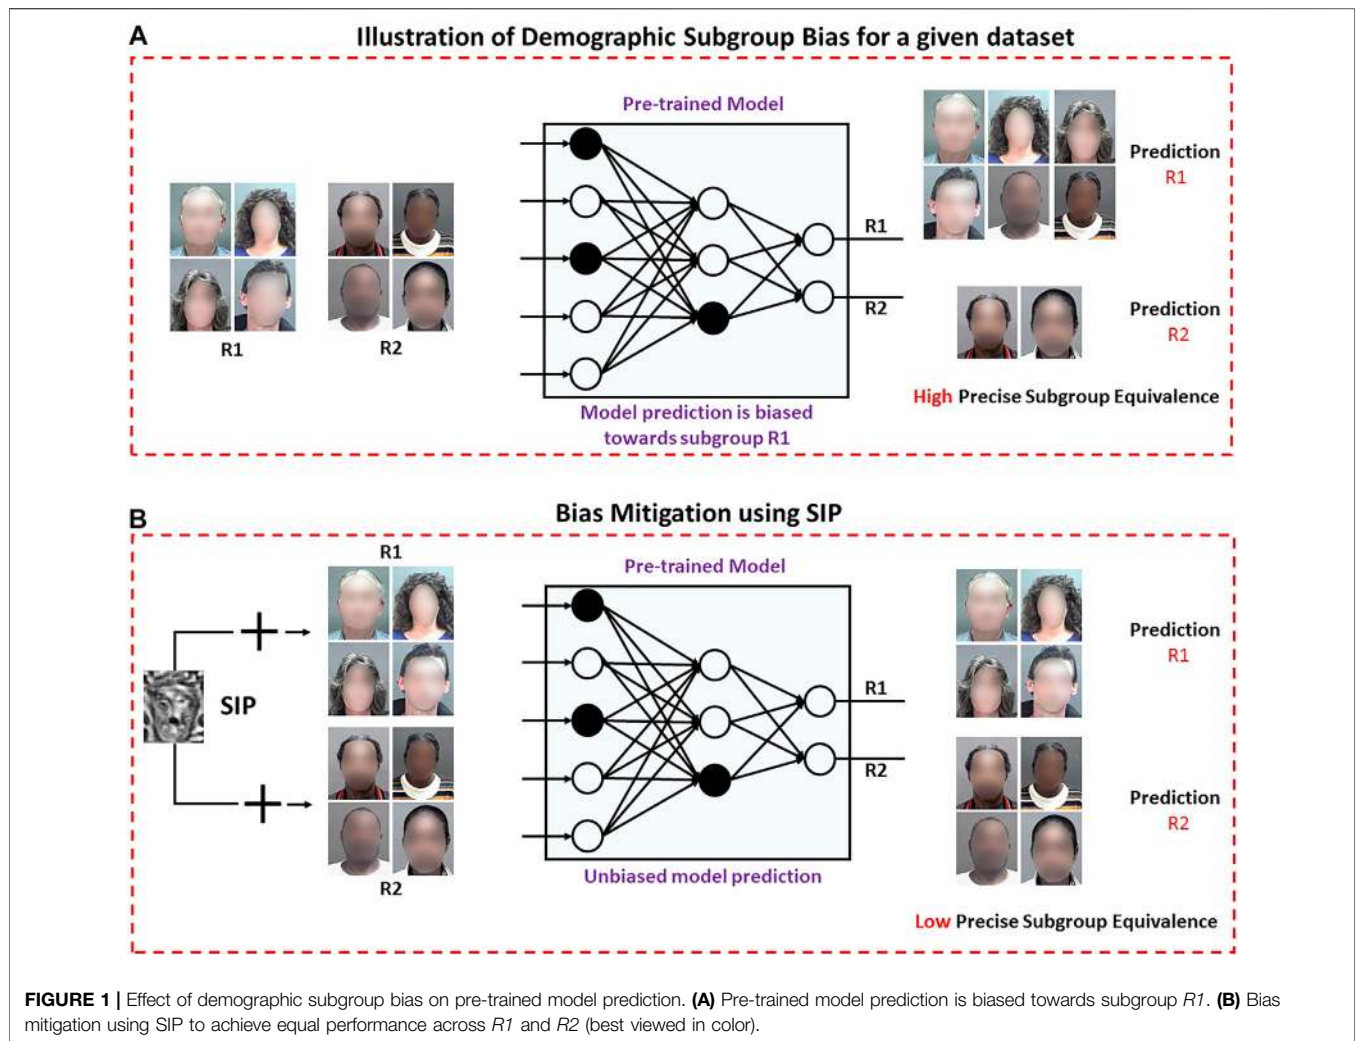 A
Illustration of Demographic Subgroup Bias for a given dataset
Pre-trained Model
R1
R2
R1
R2
Prediction
R1
Prediction
R2
High Precise Subgroup Equivalence
Model prediction is biased
towards subgroup R1
B
Bias Mitigation using SIP
R1
Pre-trained Model
SIP
R1
R2
Prediction
R1
Prediction
R2
R2
Unbiased model prediction
Low Precise Subgroup Equivalence
FIGURE 1 | Effect of demographic subgroup bias on pre-trained model prediction. (A) Pre-trained model prediction is biased towards subgroup R1. (B) Bias
mitigation using SIP to achieve equal performance across R1 and R2 (best viewed in color).